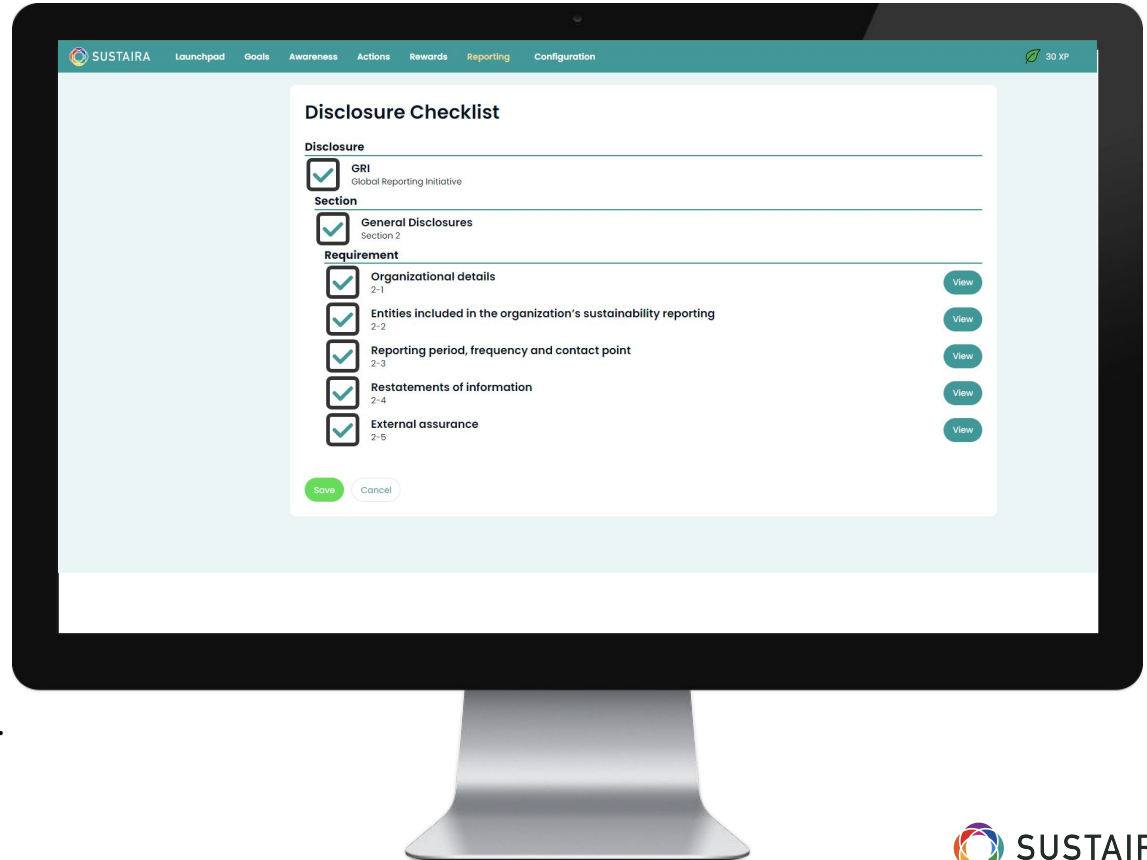 SUSTAIRA Launchpad Goals Awareness Actions Rewards Reporting Configuration 30 XP
Disclosure Checklist
Disclosure
GRI
Global Reporting Initiative
Section
General Disclosures
Section 2
Requirement
Organizational details View
2-1
Entities included in the organization’s sustainability reporting View
2-2
Reporting period, frequency and contact point View
2-3
Restatements of information View
2-4
External assurance View
2-5
Save Cancel
.
SUSTAIR